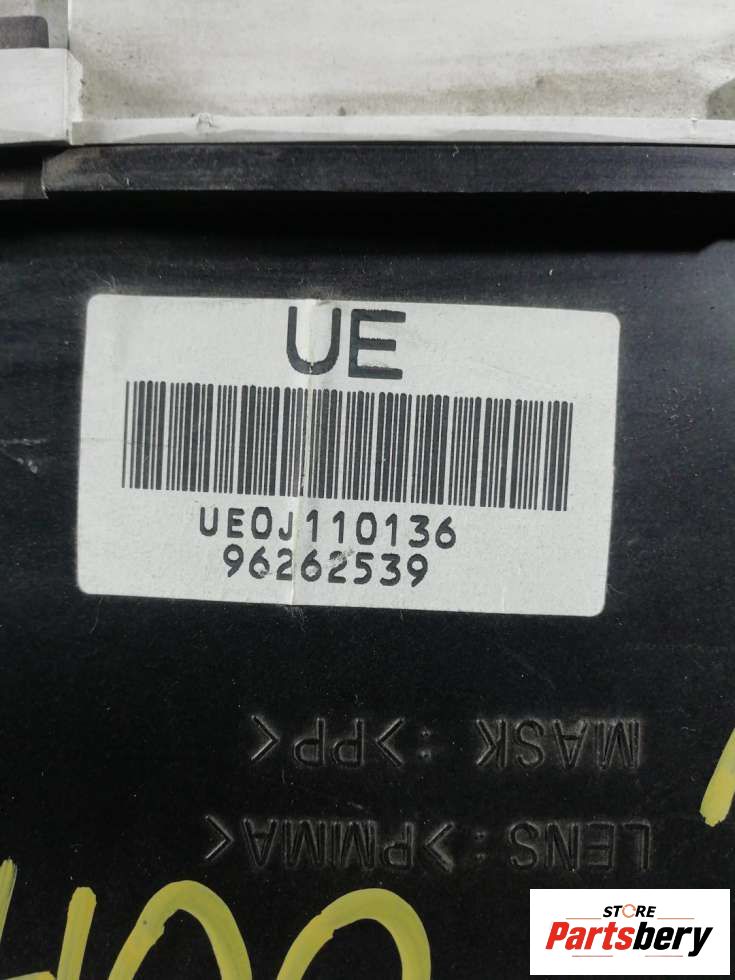 UE
UE0J110136
96262539
MASK : >PP<
LENS : >PMMA<
STORE
Partsbery